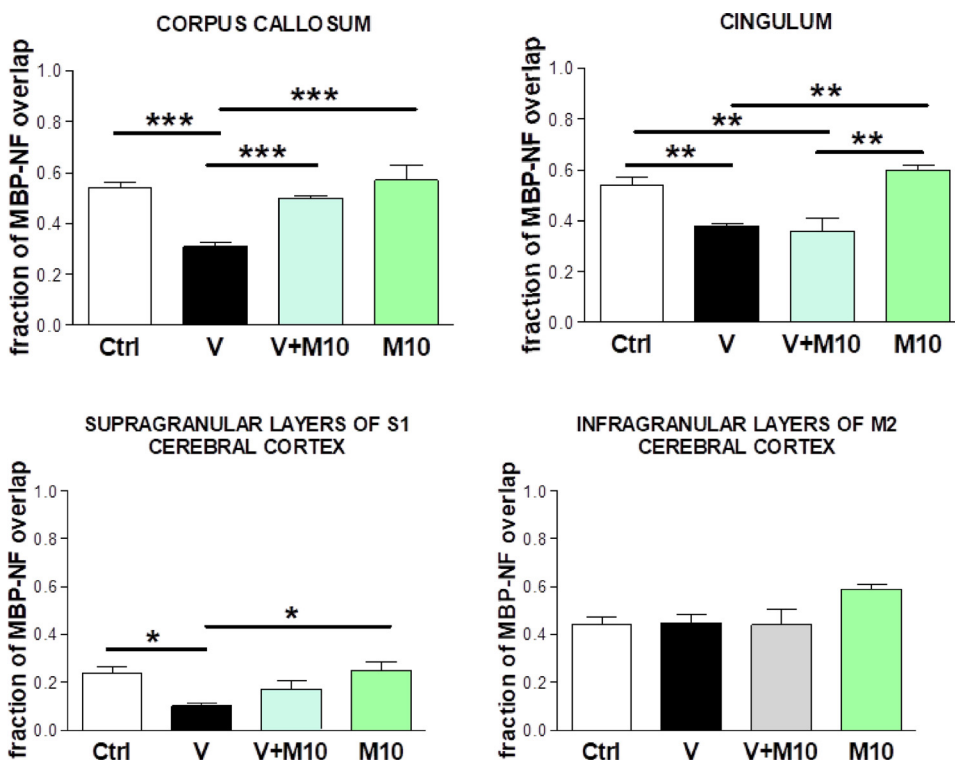 CORPUS CALLOSUM
fraction of MBP-NF overlap
1.0
0.8
0.6
0.4
0.2
0.0
***
***
***
Ctrl V V+M10 M10
CINGULUM
fraction of MBP-NF overlap
1.0
0.8
0.6
0.4
0.2
0.0
**
**
**
**
Ctrl V V+M10 M10
SUPRAGRANULAR LAYERS OF S1
CEREBRAL CORTEX
fraction of MBP-NF overlap
1.0
0.8
0.6
0.4
0.2
0.0
*
*
Ctrl V V+M10 M10
INFRAGRANULAR LAYERS OF M2
CEREBRAL CORTEX
fraction of MBP-NF overlap
1.0
0.8
0.6
0.4
0.2
0.0
Ctrl V V+M10 M10